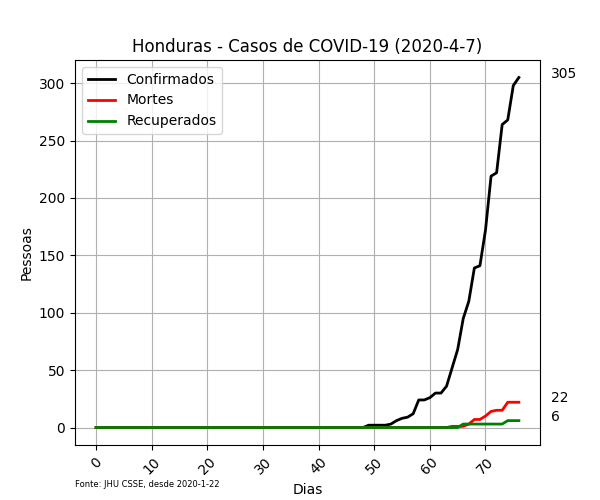 Honduras - Casos de COVID-19 (2020-4-7)
Confirmados
Mortes
Recuperados
305
300
250
200
150
100
50
0
22
6
Pessoas
0 10 20 30 40 50 60 70
Fonte: JHU CSSE, desde 2020-1-22
Dias